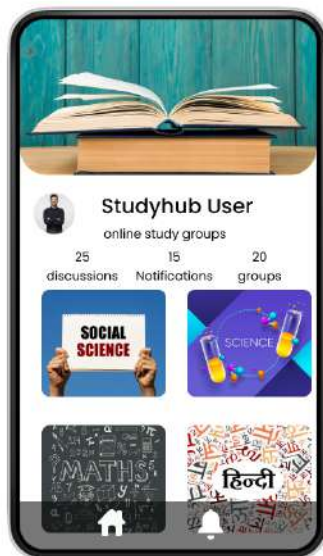 Studyhub User
online study groups
25 15 20
discussions Notifications groups
SOCIAL
SCIENCE
SCIENCE
MATHS
हिन्दी